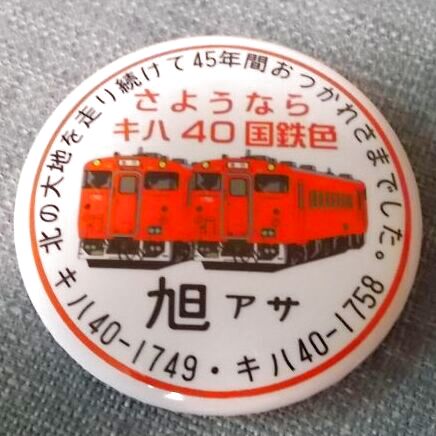 北の大地を走り続けて45年間おつかれさまでした。
さようなら
キハ40国鉄色
旭アサ
キハ40-1749・キハ40-1758